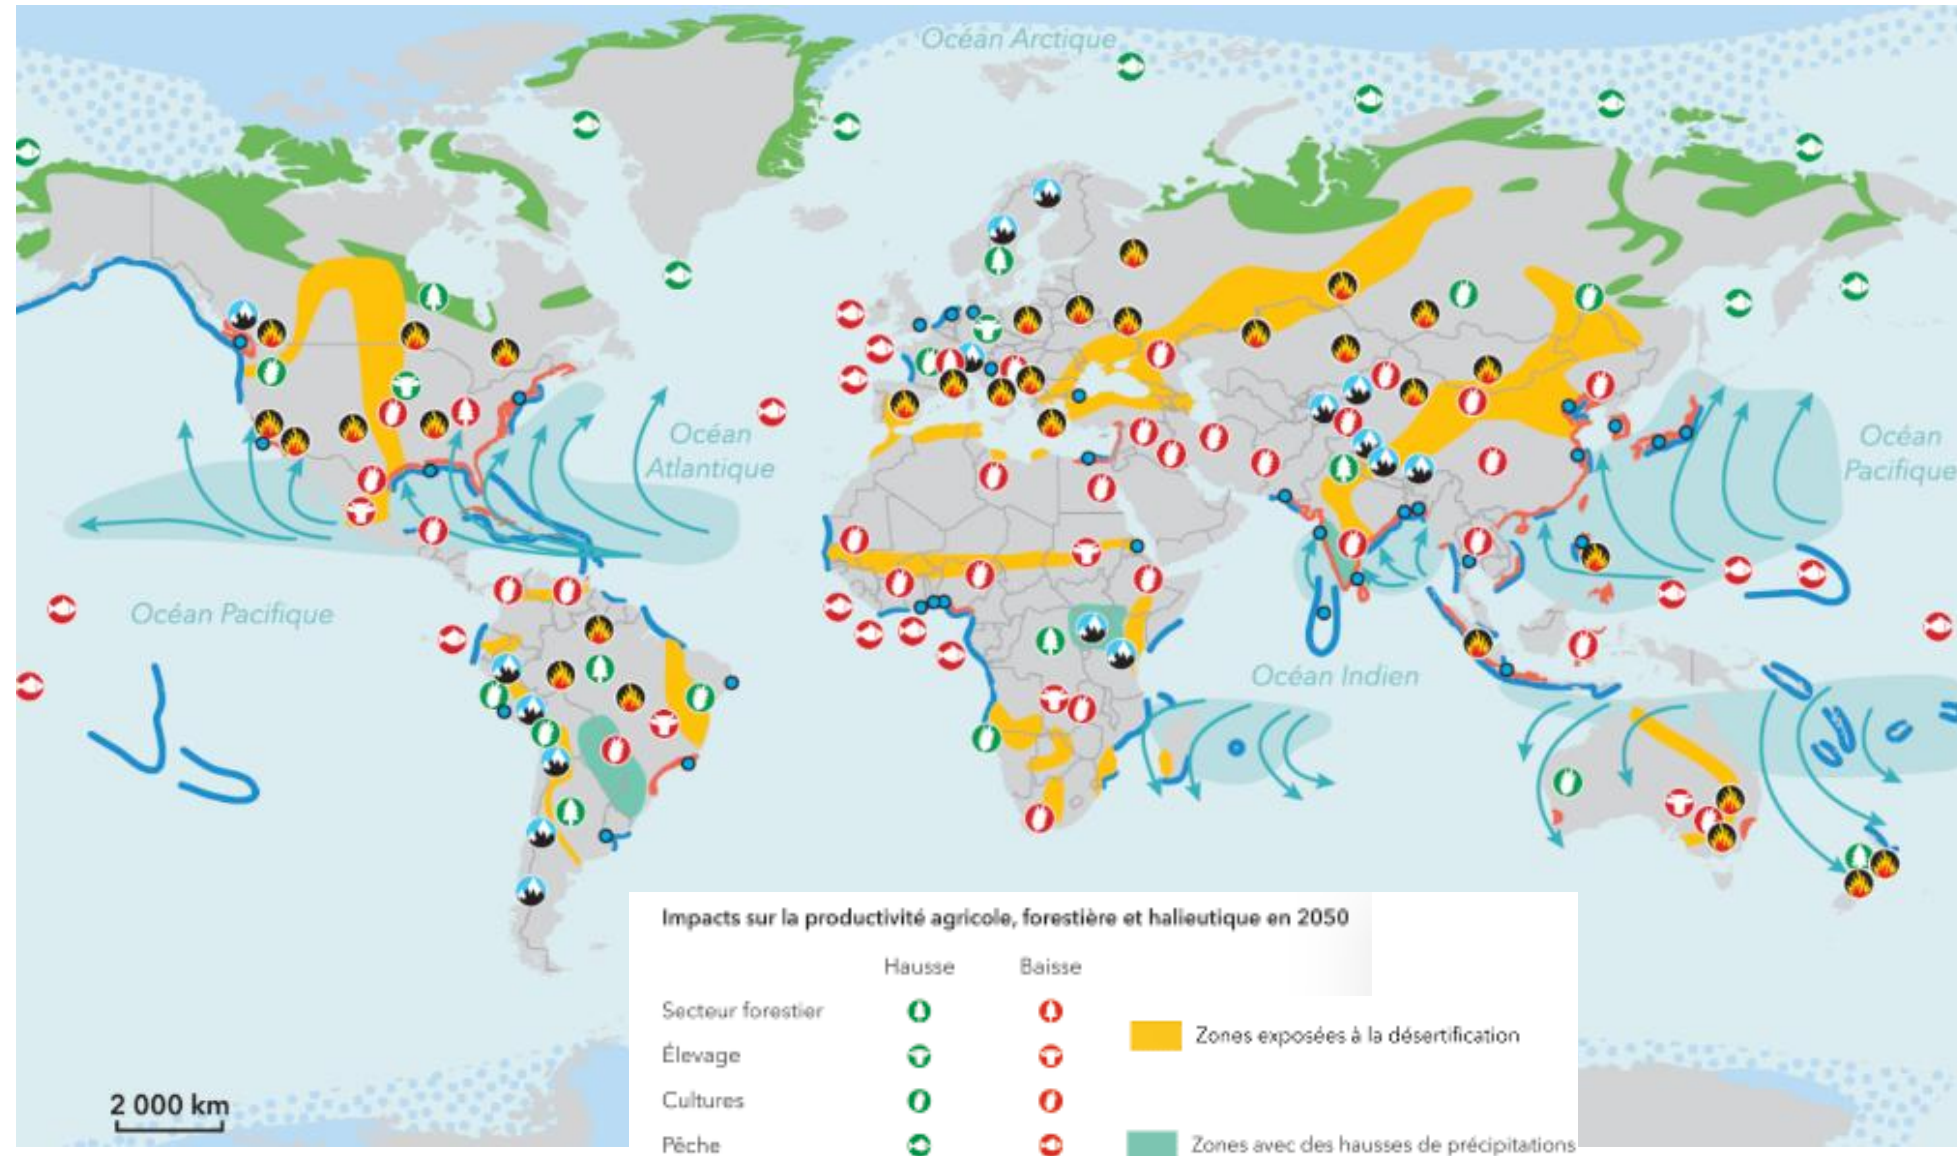 Océan Arctique
Océan
Atlantique
Océan
Pacifique
Océan Pacifique
Océan Indien
Impacts sur la productivité agricole, forestière et halieutique en 2050
Hausse Baisse
Secteur forestier
Zones exposées à la désertification
Élevage
Cultures
2 000 km
Pêche
Zones avec des hausses de précipitations